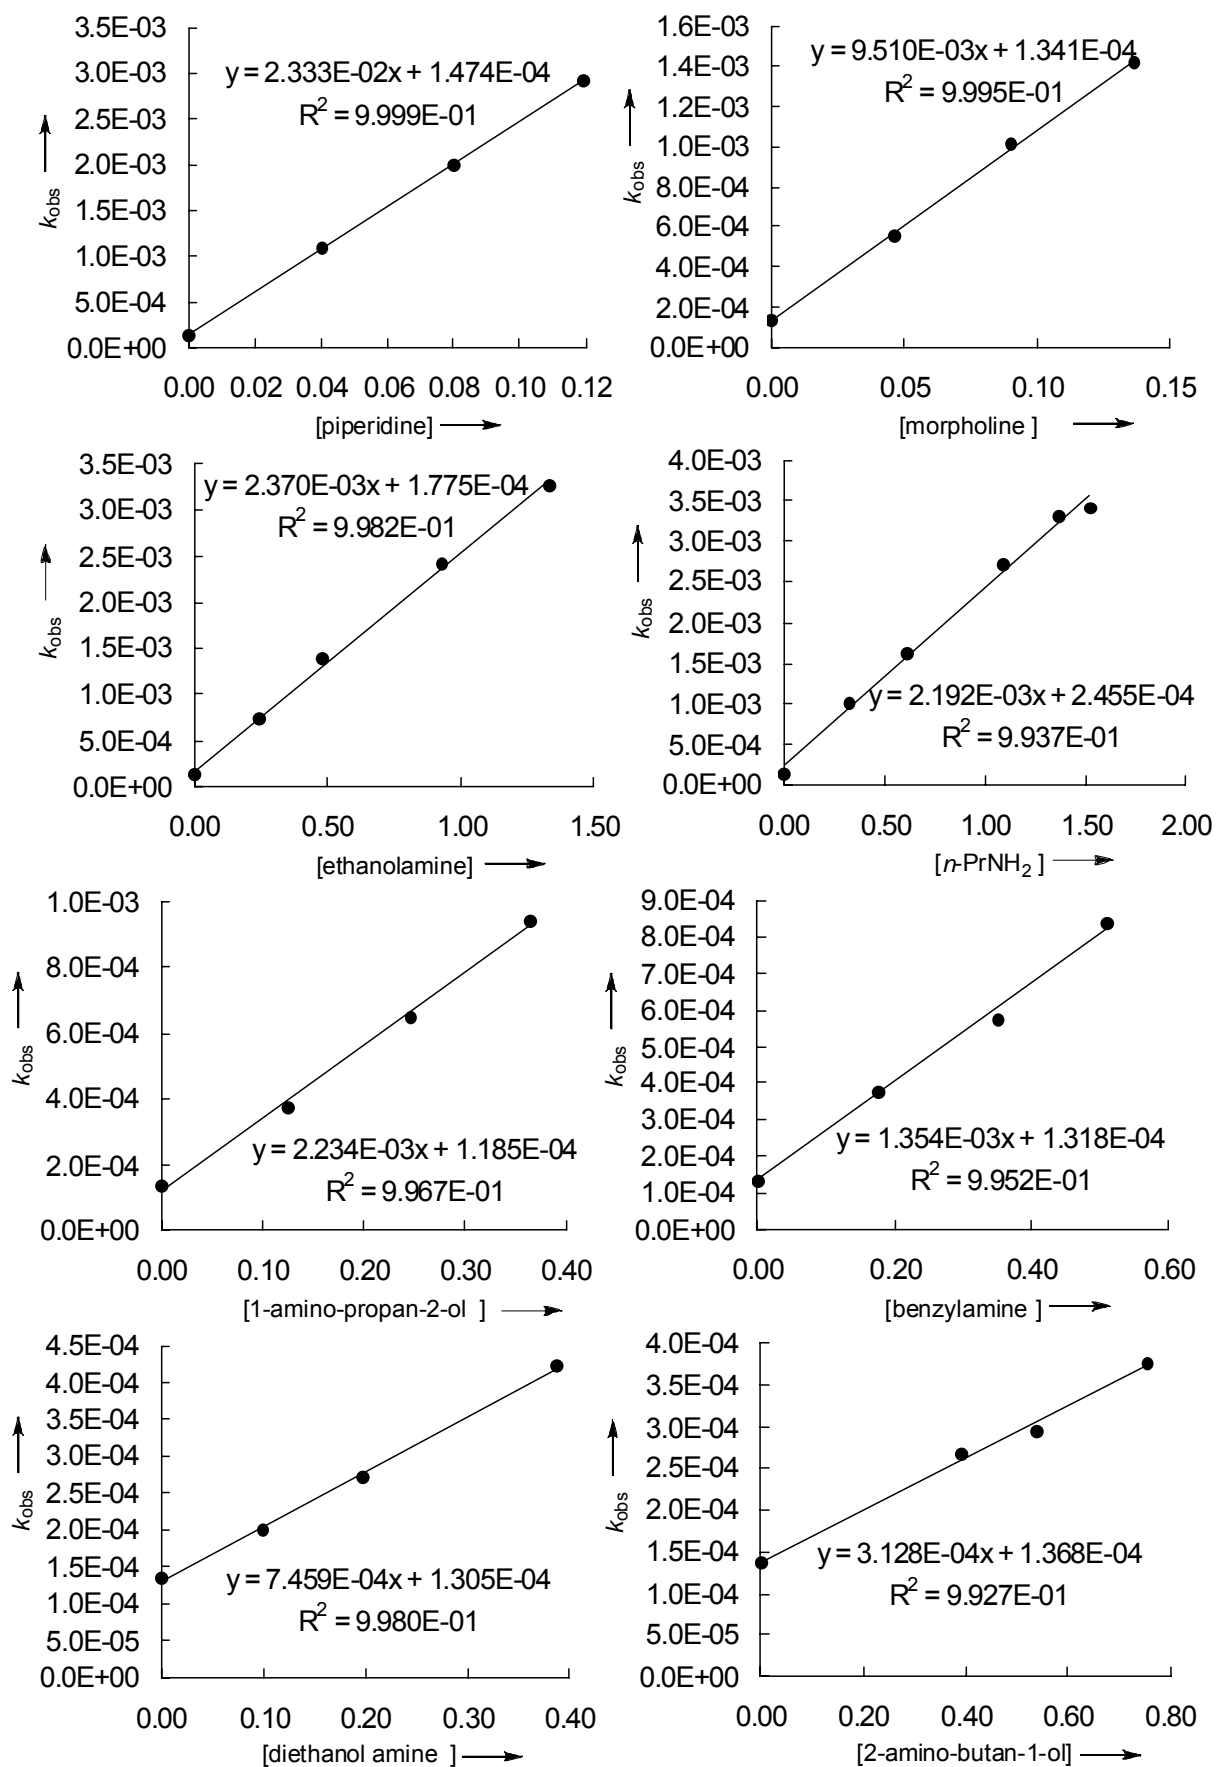 3.5E-03
3.0E-03
2.5E-03
2.0E-03
1.5E-03
1.0E-03
5.0E-04
0.0E+00
kobs
y = 2.333E-02x + 1.474E-04
R2 = 9.999E-01
0.00 0.02 0.04 0.06 0.08 0.10 0.12
[piperidine]
1.6E-03
1.4E-03
1.2E-03
1.0E-03
8.0E-04
6.0E-04
4.0E-04
2.0E-04
0.0E+00
kobs
y = 9.510E-03x + 1.341E-04
R2 = 9.995E-01
0.00 0.05 0.10 0.15
[morpholine ]
3.5E-03
3.0E-03
2.5E-03
2.0E-03
1.5E-03
1.0E-03
5.0E-04
0.0E+00
kobs
y = 2.370E-03x + 1.775E-04
R2 = 9.982E-01
0.00 0.50 1.00 1.50
[ethanolamine]
4.0E-03
3.5E-03
3.0E-03
2.5E-03
2.0E-03
1.5E-03
1.0E-03
5.0E-04
0.0E+00
kobs
y = 2.192E-03x + 2.455E-04
R2 = 9.937E-01
0.00 0.50 1.00 1.50 2.00
[n-PrNH2 ]
1.0E-03
8.0E-04
6.0E-04
4.0E-04
2.0E-04
0.0E+00
kobs
y = 2.234E-03x + 1.185E-04
R2 = 9.967E-01
0.00 0.10 0.20 0.30 0.40
[1-amino-propan-2-ol ]
9.0E-04
8.0E-04
7.0E-04
6.0E-04
5.0E-04
4.0E-04
3.0E-04
2.0E-04
1.0E-04
0.0E+00
kobs
y = 1.354E-03x + 1.318E-04
R2 = 9.952E-01
0.00 0.20 0.40 0.60
[benzylamine ]
4.5E-04
4.0E-04
3.5E-04
3.0E-04
2.5E-04
2.0E-04
1.5E-04
1.0E-04
5.0E-05
0.0E+00
kobs
y = 7.459E-04x + 1.305E-04
R2 = 9.980E-01
0.00 0.10 0.20 0.30 0.40
[diethanol amine ]
4.0E-04
3.5E-04
3.0E-04
2.5E-04
2.0E-04
1.5E-04
1.0E-04
5.0E-05
0.0E+00
kobs
y = 3.128E-04x + 1.368E-04
R2 = 9.927E-01
0.00 0.20 0.40 0.60 0.80
[2-amino-butan-1-ol]